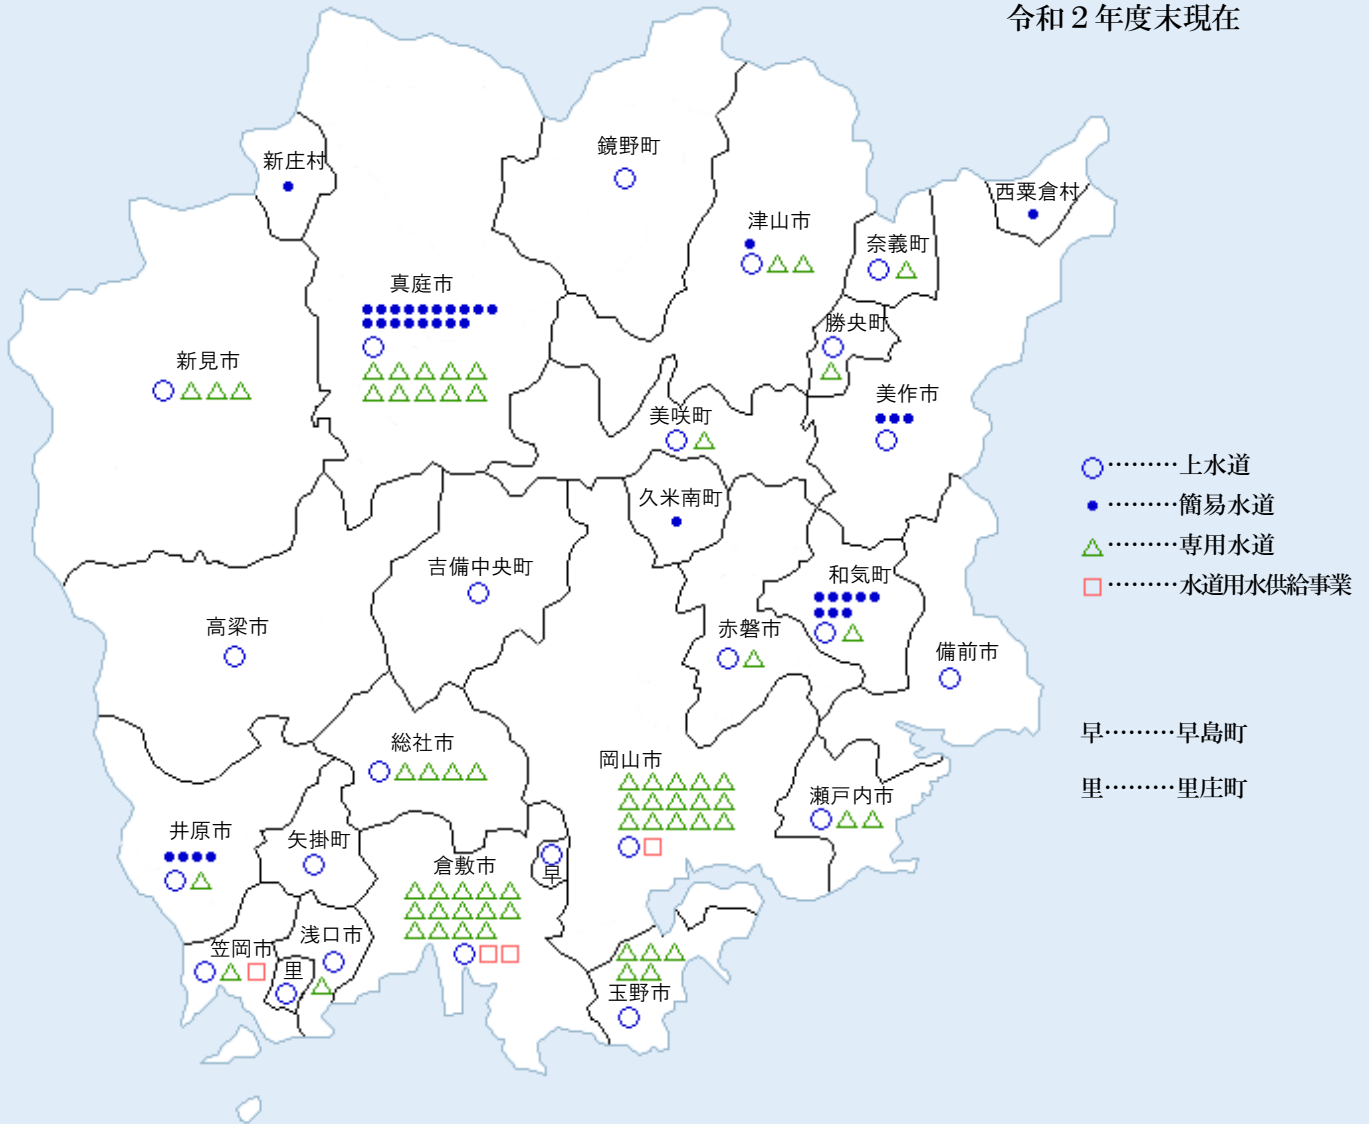 令和２年度末現在
鏡野町
新庄村
西粟倉村
津山市
奈義町
真庭市
勝央町
新見市
美作市
美咲町
上水道
久米南町
簡易水道
専用水道
吉備中央町
和気町
水道用水供給事業
高梁市
赤磐市
備前市
早………早島町
総社市
岡山市
里………里庄町
瀬戸内市
井原市
矢掛町
倉敷市
早
浅口市
笠岡市
里
玉野市